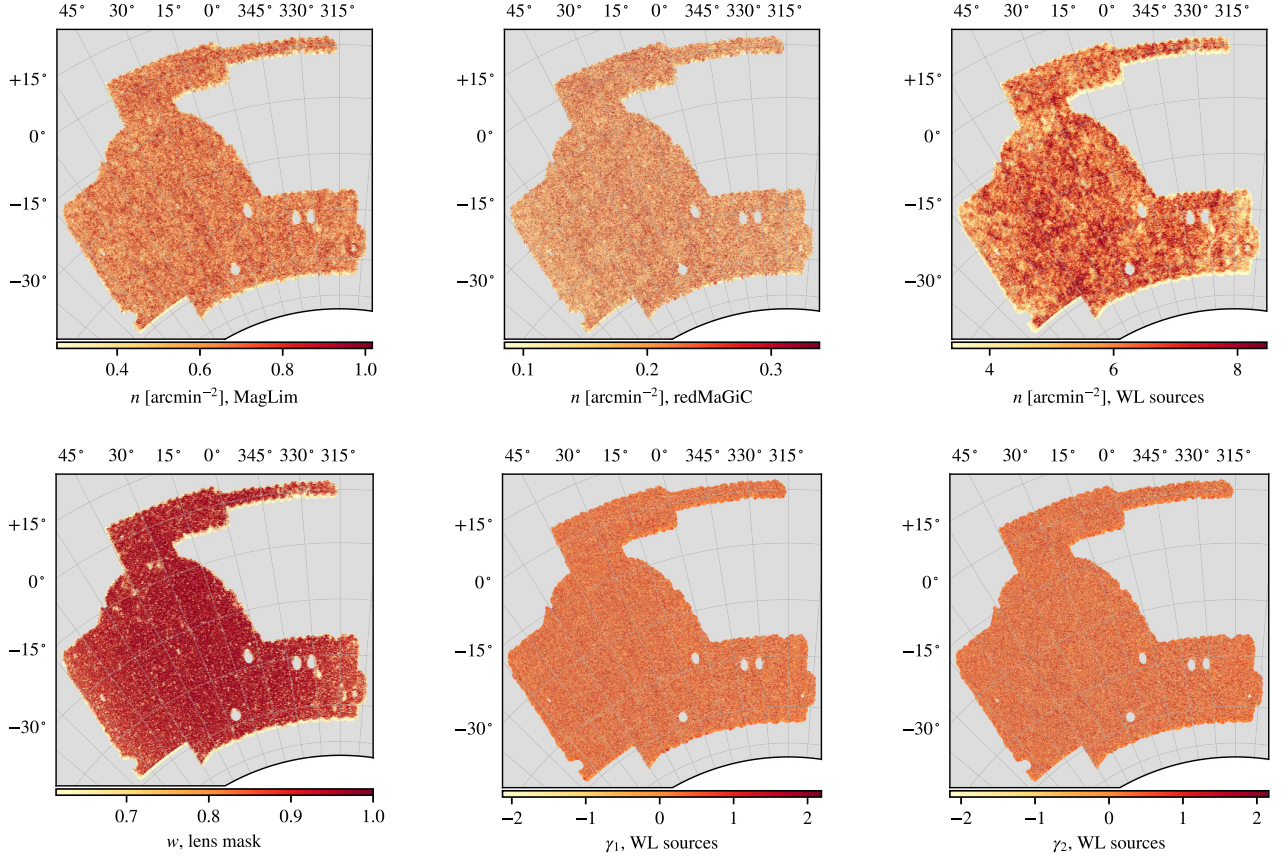 45° 30° 15° 0° 345° 330° 315°
45° 30° 15° 0° 345° 330° 315°
45° 30° 15° 0° 345° 330° 315°
+15° +15° +15°
0° 0° 0°
−15° −15° −15°
−30° −30° −30°
0.4 0.6 0.8 1.0
n [arcmin⁻²], MagLim
0.1 0.2 0.3
n [arcmin⁻²], redMaGiC
4 6 8
n [arcmin⁻²], WL sources
45° 30° 15° 0° 345° 330° 315°
45° 30° 15° 0° 345° 330° 315°
45° 30° 15° 0° 345° 330° 315°
+15° +15° +15°
0° 0° 0°
−15° −15° −15°
−30° −30° −30°
0.7 0.8 0.9 1.0
w, lens mask
−2 −1 0 1 2
γ₁, WL sources
−2 −1 0 1 2
γ₂, WL sources